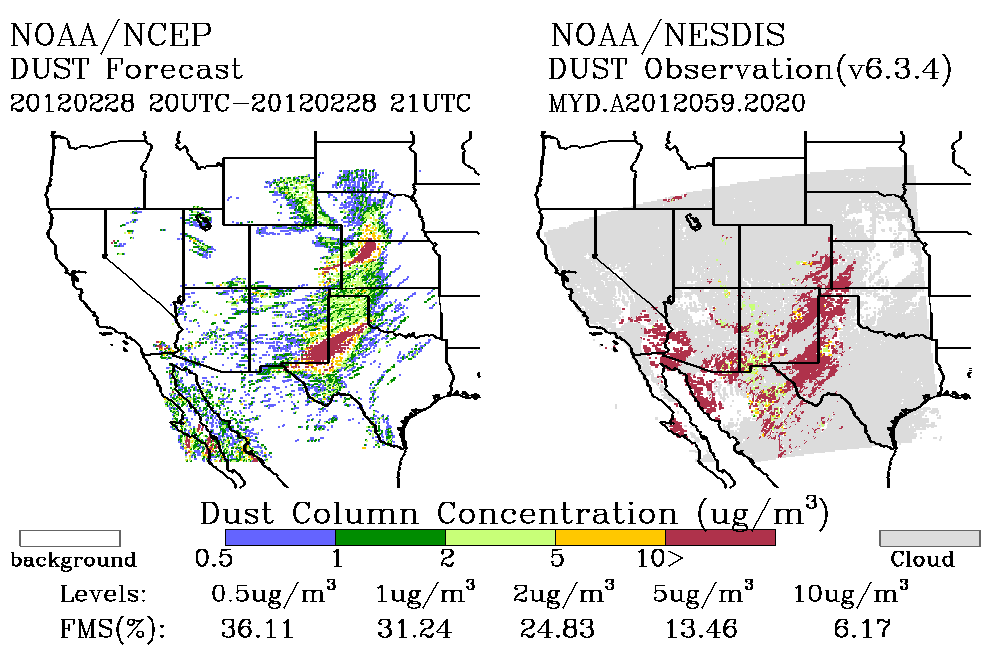 NOAA/NCEP
DUST Forecast
20120228 20UTC-20120228 21UTC
NOAA/NESDIS
DUST Observation(v6.3.4)
MYD.A2012059.2020
Dust Column Concentration (ug/m³)
background
0.5 1 2 5 10>
Cloud
Levels: 0.5ug/m³ 1ug/m³ 2ug/m³ 5ug/m³ 10ug/m³
FMS(%): 36.11 31.24 24.83 13.46 6.17